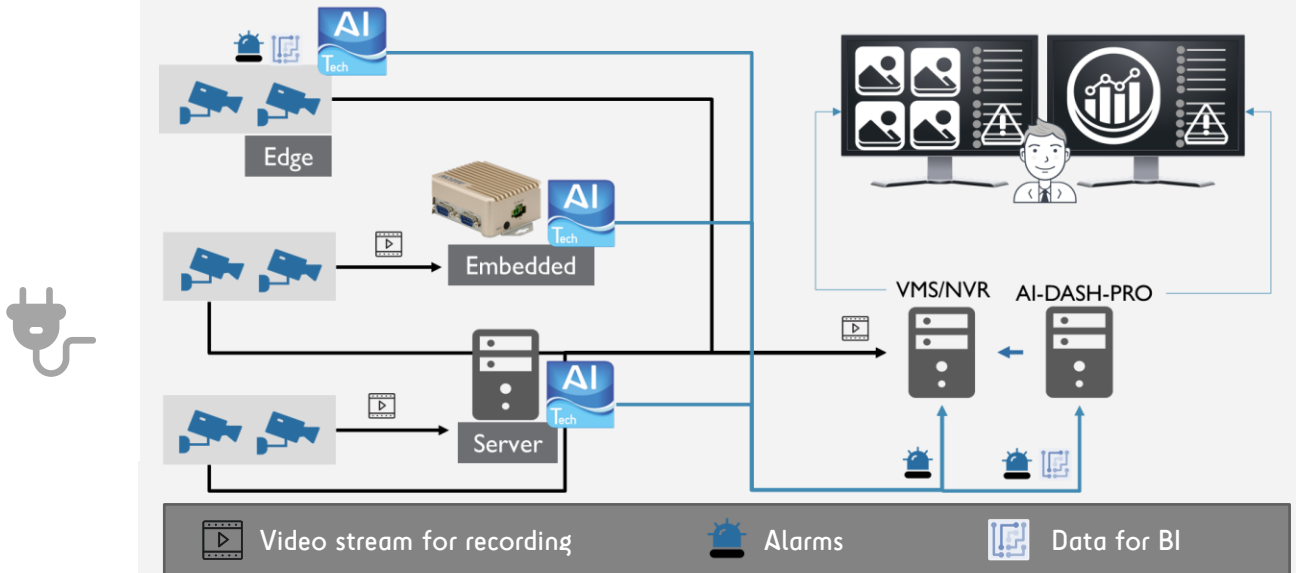 AI
Tech
Edge
AI
Tech
Embedded
VMS/NVR
AI-DASH-PRO
AI
Tech
Server
Video stream for recording
Alarms
Data for BI